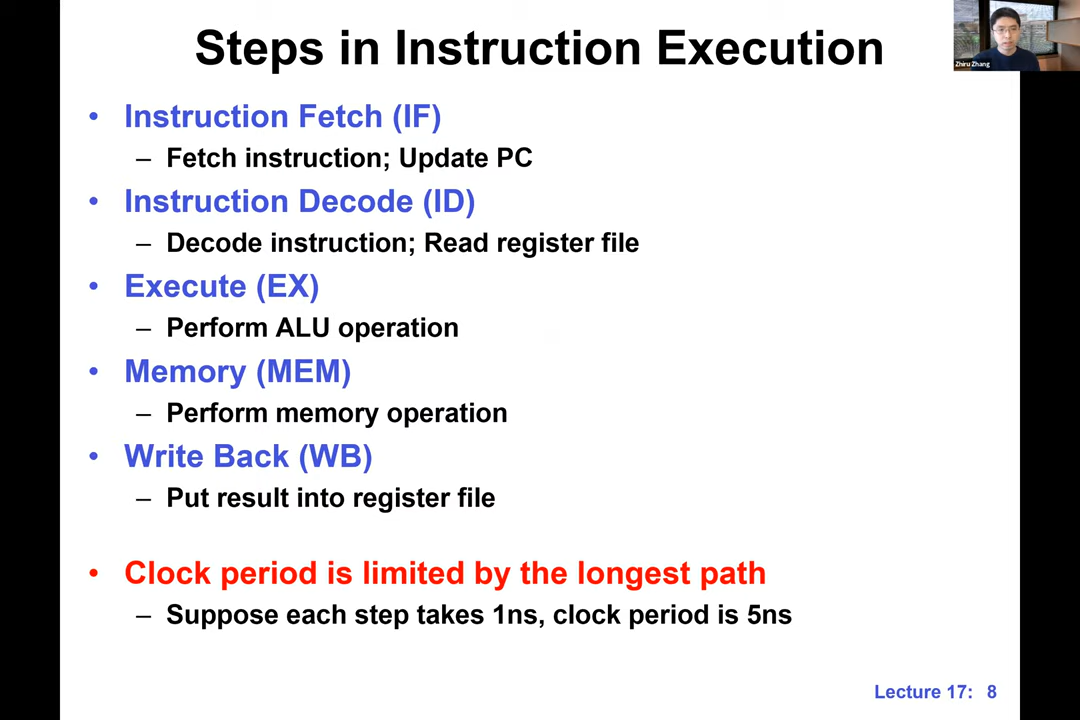 Steps in Instruction Execution
Zhiru Zhang
• Instruction Fetch (IF)
– Fetch instruction; Update PC
• Instruction Decode (ID)
– Decode instruction; Read register file
• Execute (EX)
– Perform ALU operation
• Memory (MEM)
– Perform memory operation
• Write Back (WB)
– Put result into register file
• Clock period is limited by the longest path
– Suppose each step takes 1ns, clock period is 5ns
Lecture 17: 8